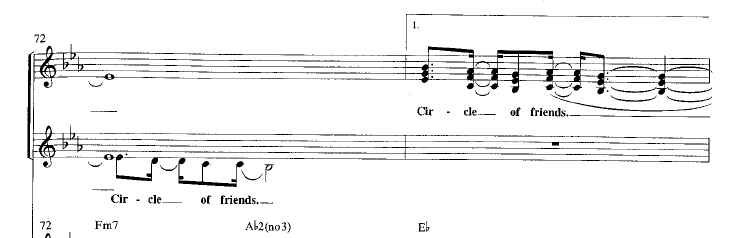 1.
72
Cir - cle of friends.
Cir - cle of friends.
72 Fm7 A♭2(no3) E♭